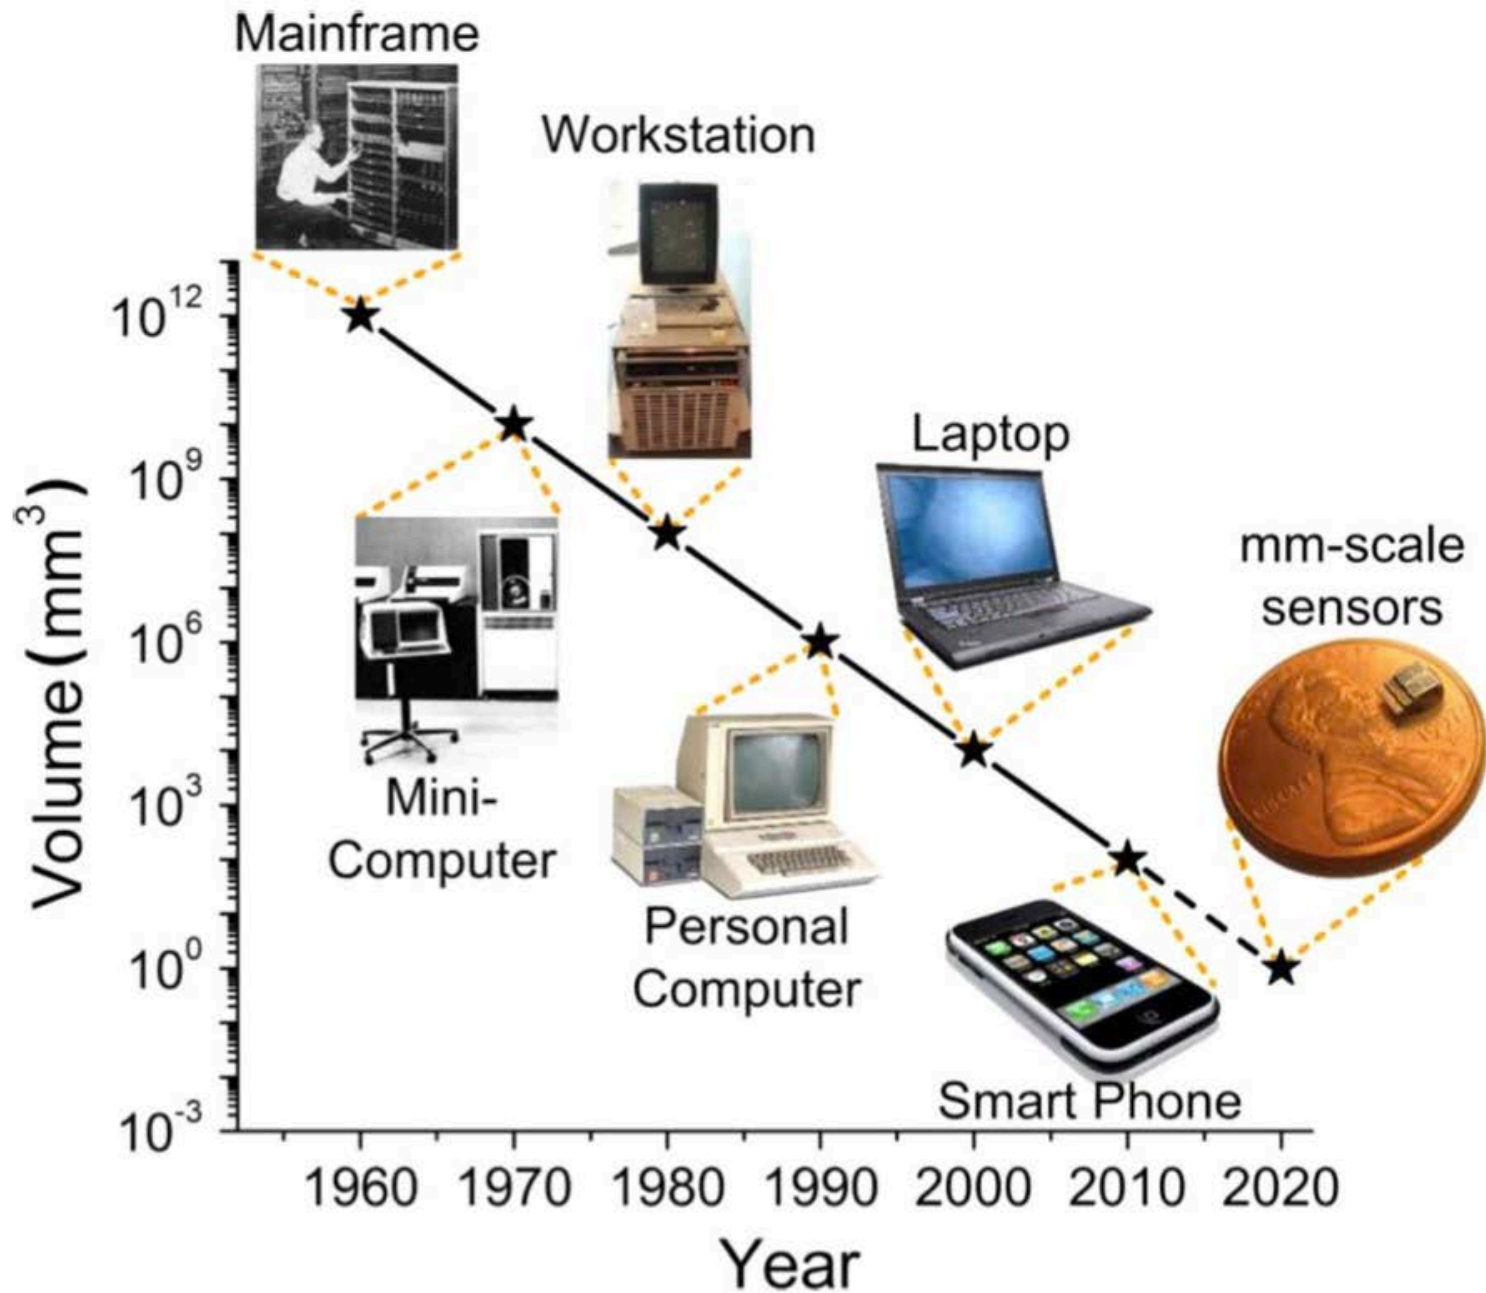 Mainframe
Workstation
Laptop
mm-scale
sensors
Mini-
Computer
Personal
Computer
Smart Phone
Volume (mm³)
10¹²
10⁹
10⁶
10³
10⁰
10⁻³
1960 1970 1980 1990 2000 2010 2020
Year